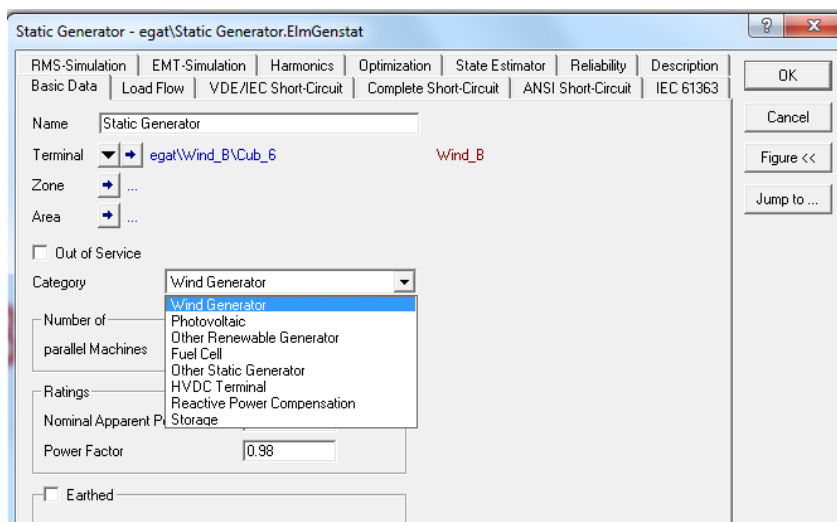 Static Generator - egat\Static Generator.ElmGenstat
RMS-Simulation EMT-Simulation Harmonics Optimization State Estimator Reliability Description
Basic Data Load Flow VDE/IEC Short-Circuit Complete Short-Circuit ANSI Short-Circuit IEC 61363
OK
Cancel
Figure <<
Jump to ...
Name Static Generator
Terminal egat\Wind_B\Cub_6 Wind_B
Zone ...
Area ...
Out of Service
Category Wind Generator
Wind Generator
Photovoltaic
Other Renewable Generator
Fuel Cell
Other Static Generator
HVDC Terminal
Reactive Power Compensation
Storage
Number of
parallel Machines
Ratings
Nominal Apparent P
Power Factor 0.98
Earthed